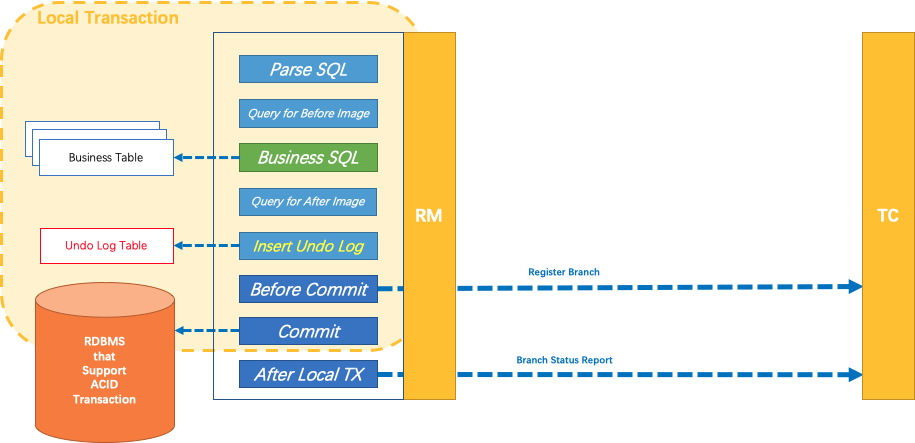 Local Transaction
Parse SQL
Query for Before Image
Business Table
Business SQL
Query for After Image
RM
TC
Undo Log Table
Insert Undo Log
Register Branch
Before Commit
Commit
RDBMS
that
Support
ACID
Transaction
Branch Status Report
After Local TX